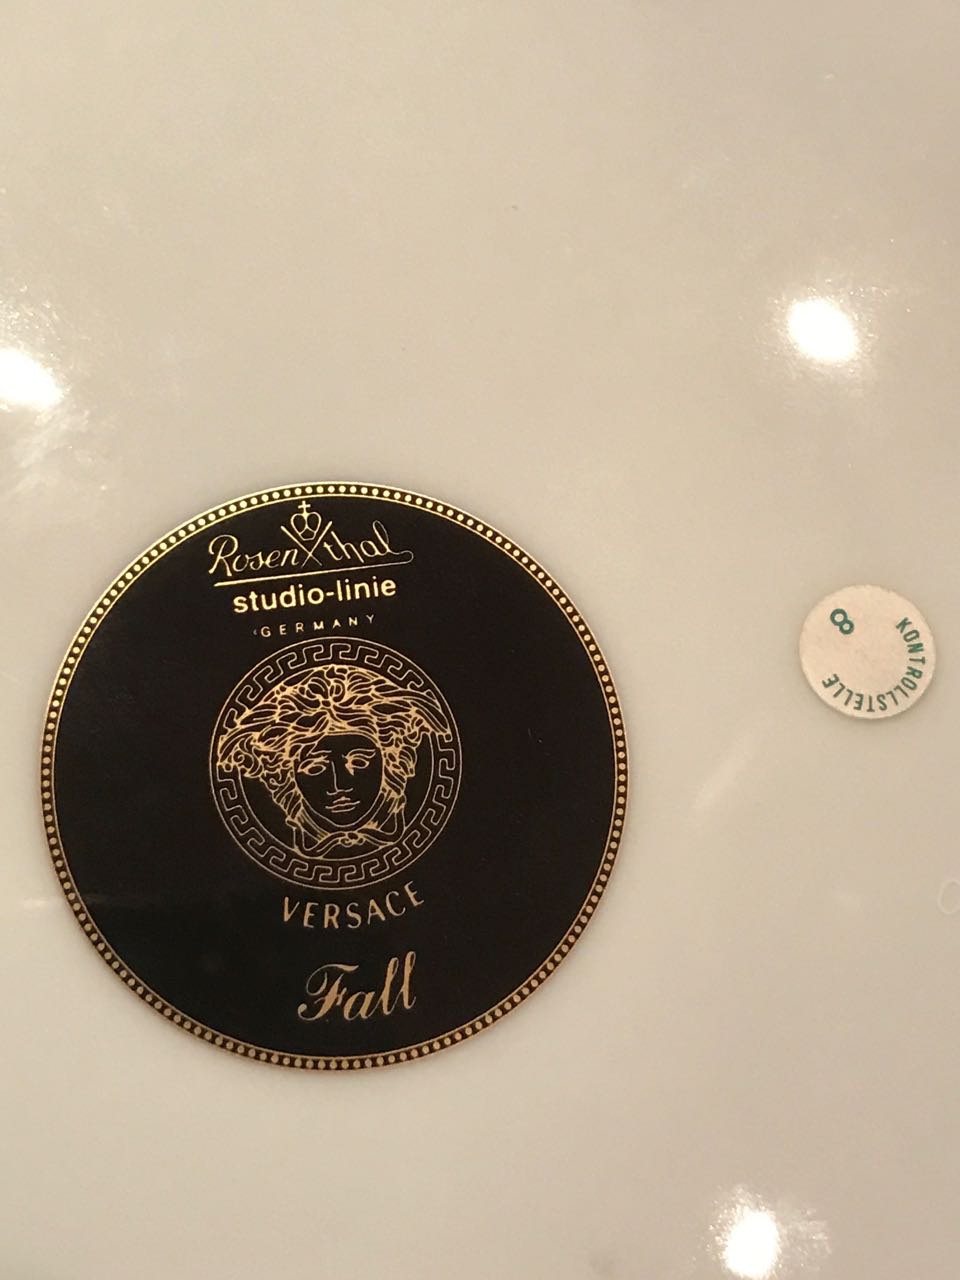 Rosenthal
studio-linie
GERMANY
VERSACE
Fall
8
KONTROLLSTELLE